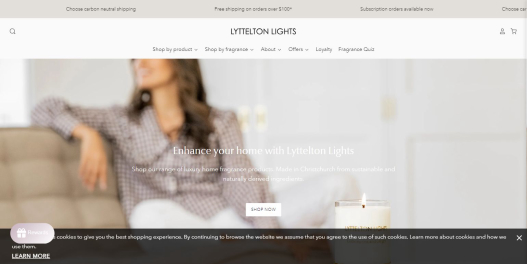 Choose carbon neutral shipping
Free shipping on orders over $100*
Subscription orders available now
Choose car
LYTTELTON LIGHTS
Shop by product
Shop by fragrance
About
Offers
Loyalty
Fragrance Quiz
Enhance your home with Lyttelton Lights
Shop our range of luxury home fragrance products. Made in Christchurch from sustainable and
naturally derived ingredients.
SHOP NOW
cookies to give you the best shopping experience. By continuing to browse the website we assume that you agree to the use of such cookies. Learn more about cookies and how we
use them.
LEARN MORE